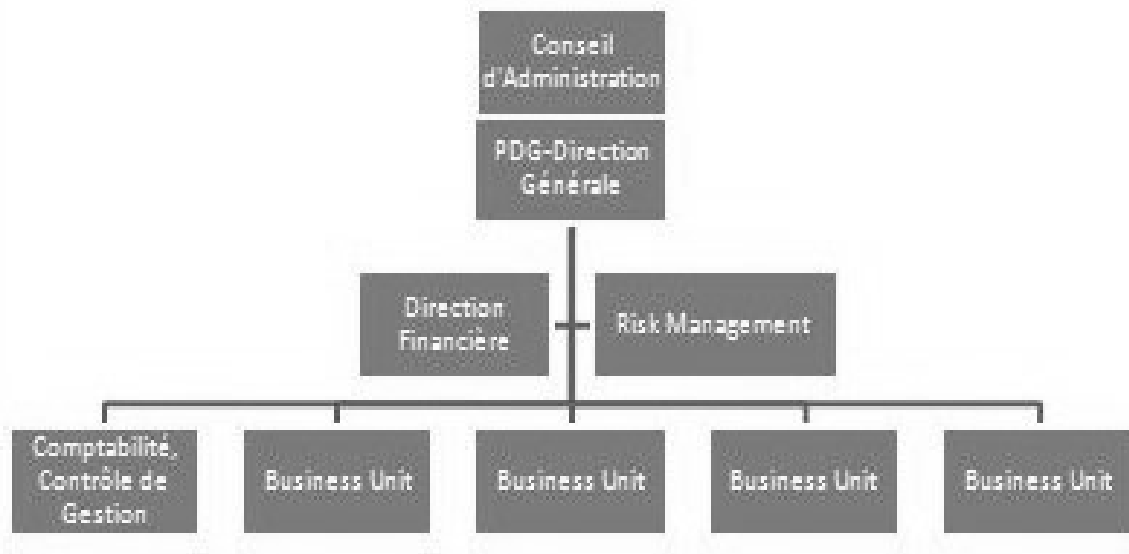 Conseil
d'Administration
PDG-Direction
Générale
Direction
Financière
Risk Management
Comptabilité,
Contrôle de
Gestion
Business Unit
Business Unit
Business Unit
Business Unit